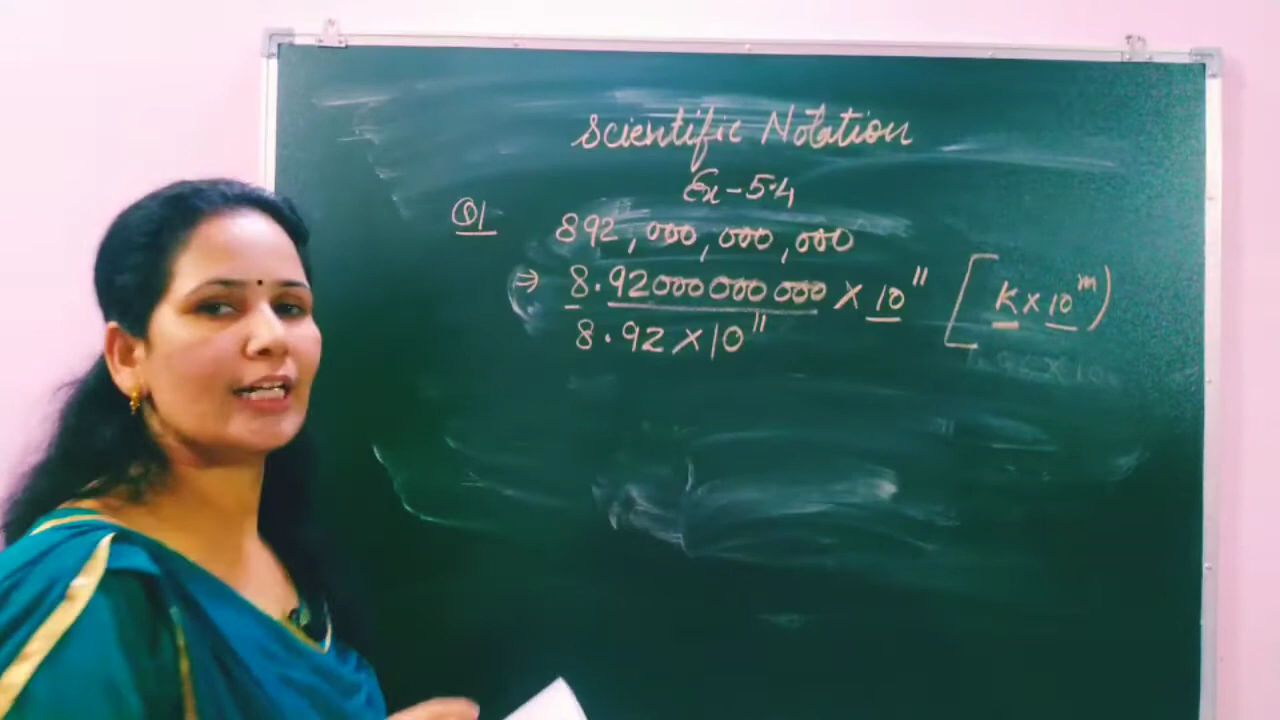 Scientific Notation
Ex-5.4
Q1 892,000,000,000
⇒ 8.92000000000 × 10¹¹ [K×10ᵐ)
8.92×10¹¹